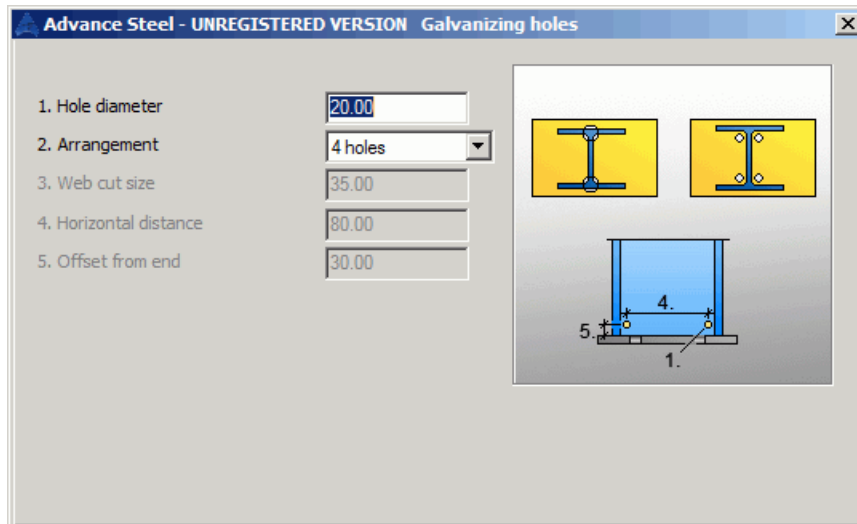 Advance Steel - UNREGISTERED VERSION Galvanizing holes
1. Hole diameter 20.00
2. Arrangement 4 holes
3. Web cut size 35.00
4. Horizontal distance 80.00
5. Offset from end 30.00
4.
5.
1.